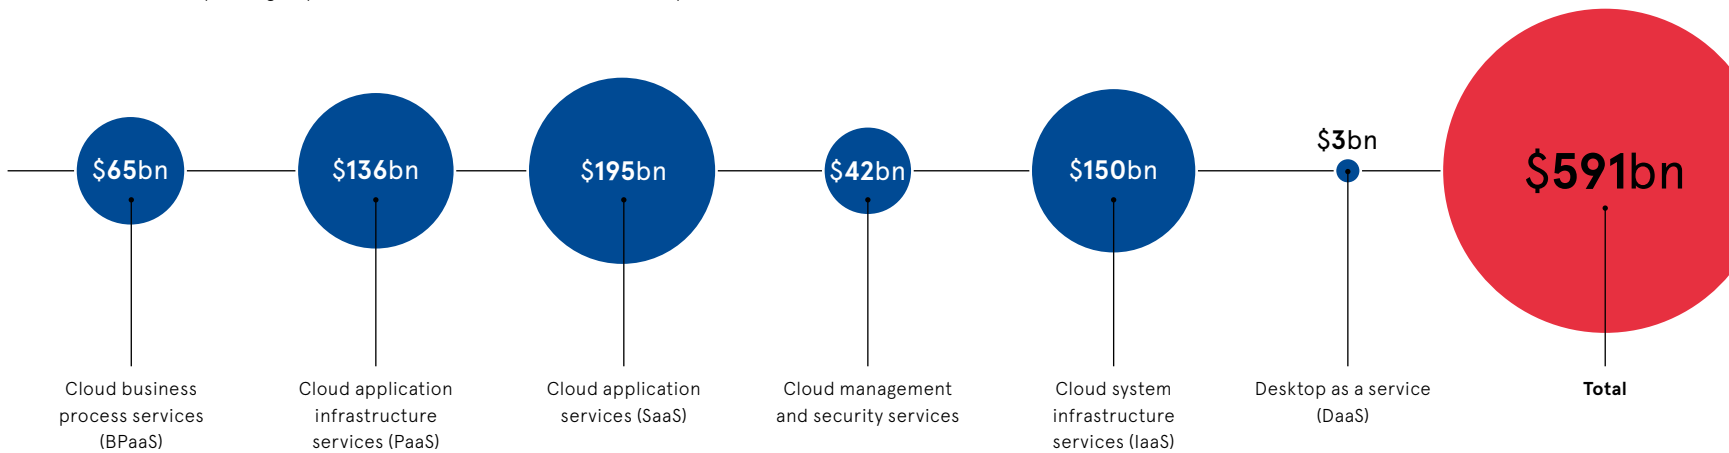 $65bn
$136bn
$195bn
$42bn
$150bn
$3bn
$591bn
Cloud business
process services
(BPaaS)
Cloud application
infrastructure
services (PaaS)
Cloud application
services (SaaS)
Cloud management
and security services
Cloud system
infrastructure
services (IaaS)
Desktop as a service
(DaaS)
Total